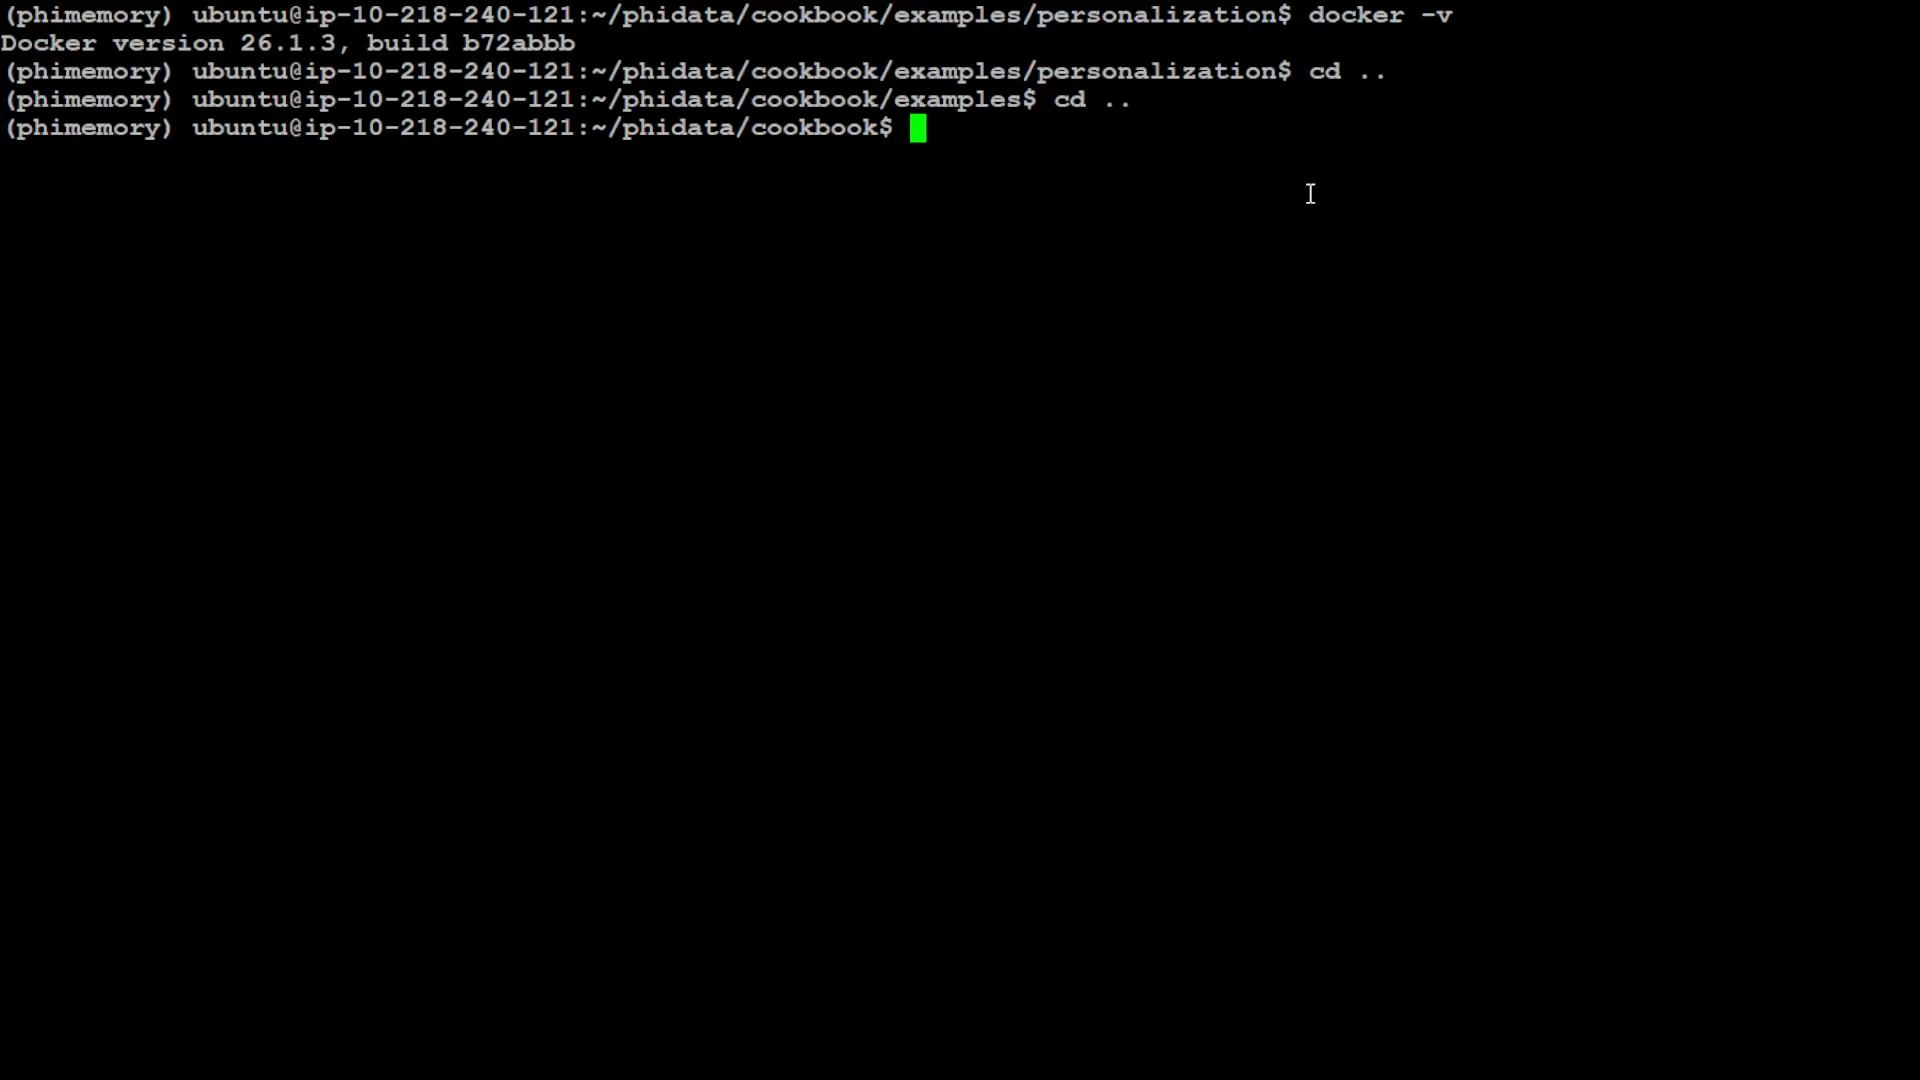 (phimemory) ubuntu@ip-10-218-240-121:~/phidata/cookbook/examples/personalization$ docker -v
Docker version 26.1.3, build b72abbb
(phimemory) ubuntu@ip-10-218-240-121:~/phidata/cookbook/examples/personalization$ cd ..
(phimemory) ubuntu@ip-10-218-240-121:~/phidata/cookbook/examples$ cd ..
(phimemory) ubuntu@ip-10-218-240-121:~/phidata/cookbook$